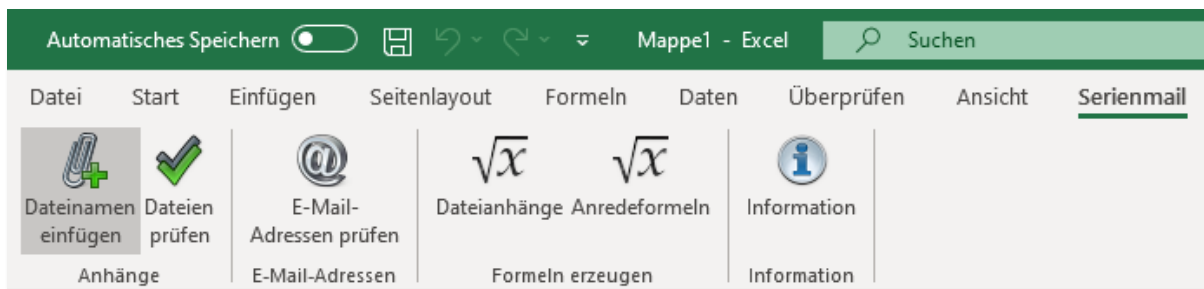 Automatisches Speichern Mappe1 - Excel Suchen
Datei Start Einfügen Seitenlayout Formeln Daten Überprüfen Ansicht Serienmail
Dateinamen Dateien E-Mail- Dateianhänge Anredeformeln Information
einfügen prüfen Adressen prüfen
Anhänge E-Mail-Adressen Formeln erzeugen Information